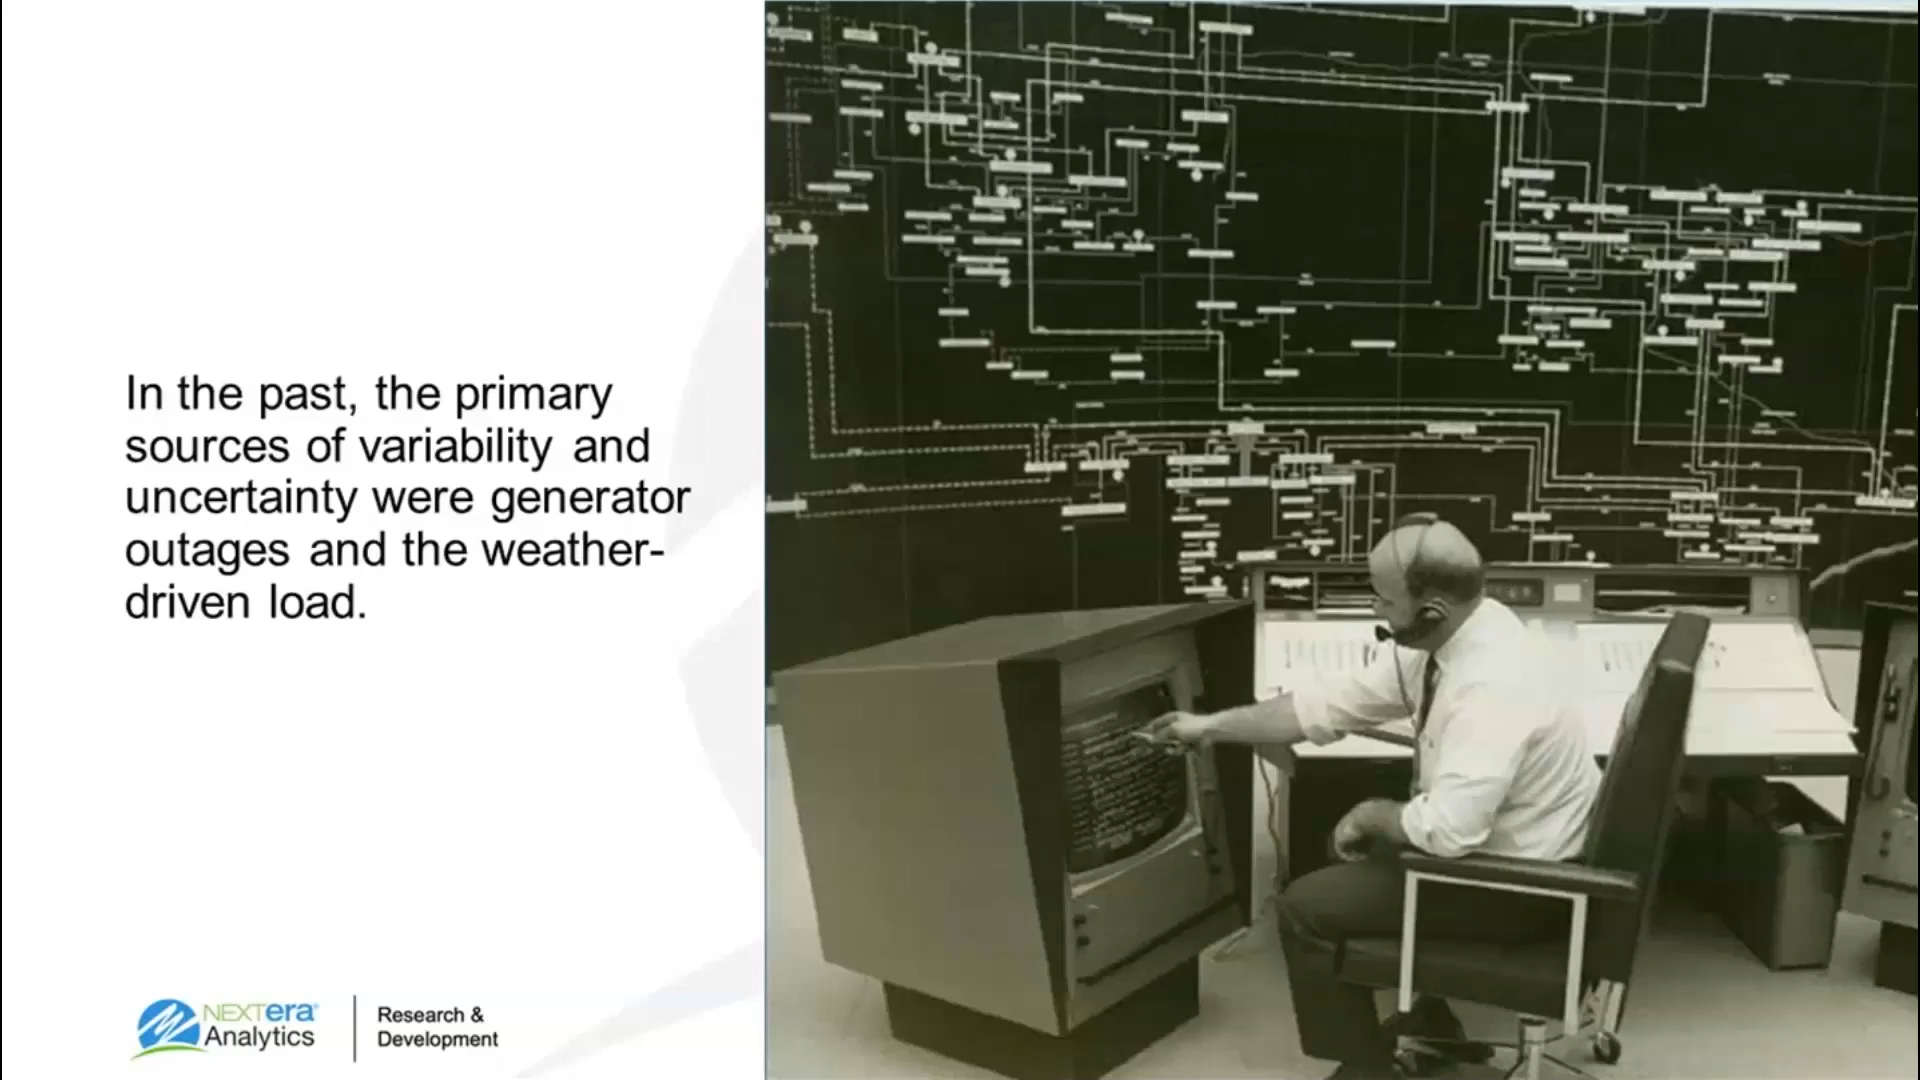 In the past, the primary
sources of variability and
uncertainty were generator
outages and the weather-
driven load.
NEXTera®
Analytics
Research &
Development